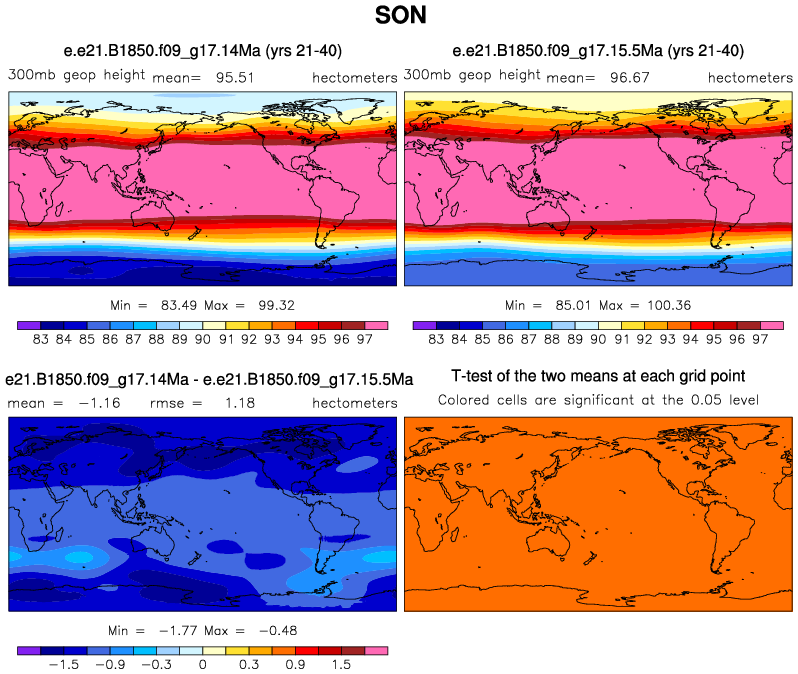 SON
e.e21.B1850.f09_g17.14Ma (yrs 21-40)
300mb geop height mean= 95.51 hectometers
Min = 83.49 Max = 99.32
83 84 85 86 87 88 89 90 91 92 93 94 95 96 97
e.e21.B1850.f09_g17.15.5Ma (yrs 21-40)
300mb geop height mean= 96.67 hectometers
Min = 85.01 Max = 100.36
83 84 85 86 87 88 89 90 91 92 93 94 95 96 97
e21.B1850.f09_g17.14Ma - e.e21.B1850.f09_g17.15.5Ma
mean = -1.16 rmse = 1.18 hectometers
Min = -1.77 Max = -0.48
-1.5 -0.9 -0.3 0 0.3 0.9 1.5
T-test of the two means at each grid point
Colored cells are significant at the 0.05 level